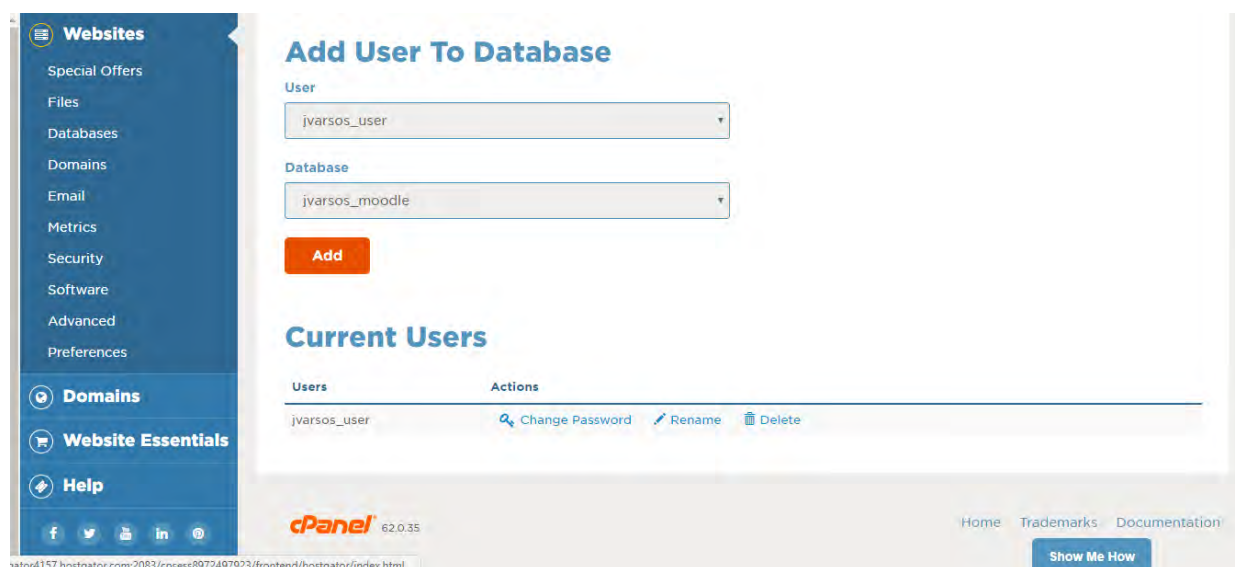 Websites
Special Offers
Files
Databases
Domains
Email
Metrics
Security
Software
Advanced
Preferences
Domains
Website Essentials
Help
Add User To Database
User
jvarsos_user
Database
jvarsos_moodle
Add
Current Users
Users Actions
jvarsos_user Change Password Rename Delete
cPanel 62.0.35
Home Trademarks Documentation
Show Me How